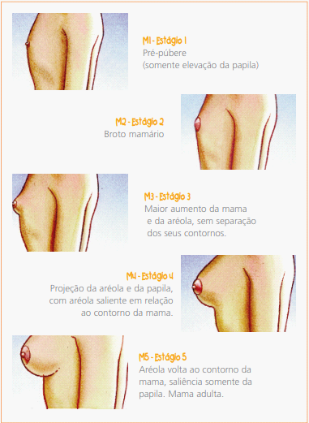 M1 - Estágio 1
Pré-púbere
(somente elevação da papila)
M2 - Estágio 2
Broto mamário
M3 - Estágio 3
Maior aumento da mama
e da aréola, sem separação
dos seus contornos.
M4 - Estágio 4
Projeção da aréola e da papila,
com aréola saliente em relação
ao contorno da mama.
M5 - Estágio 5
Aréola volta ao contorno da
mama, saliência somente da
papila. Mama adulta.